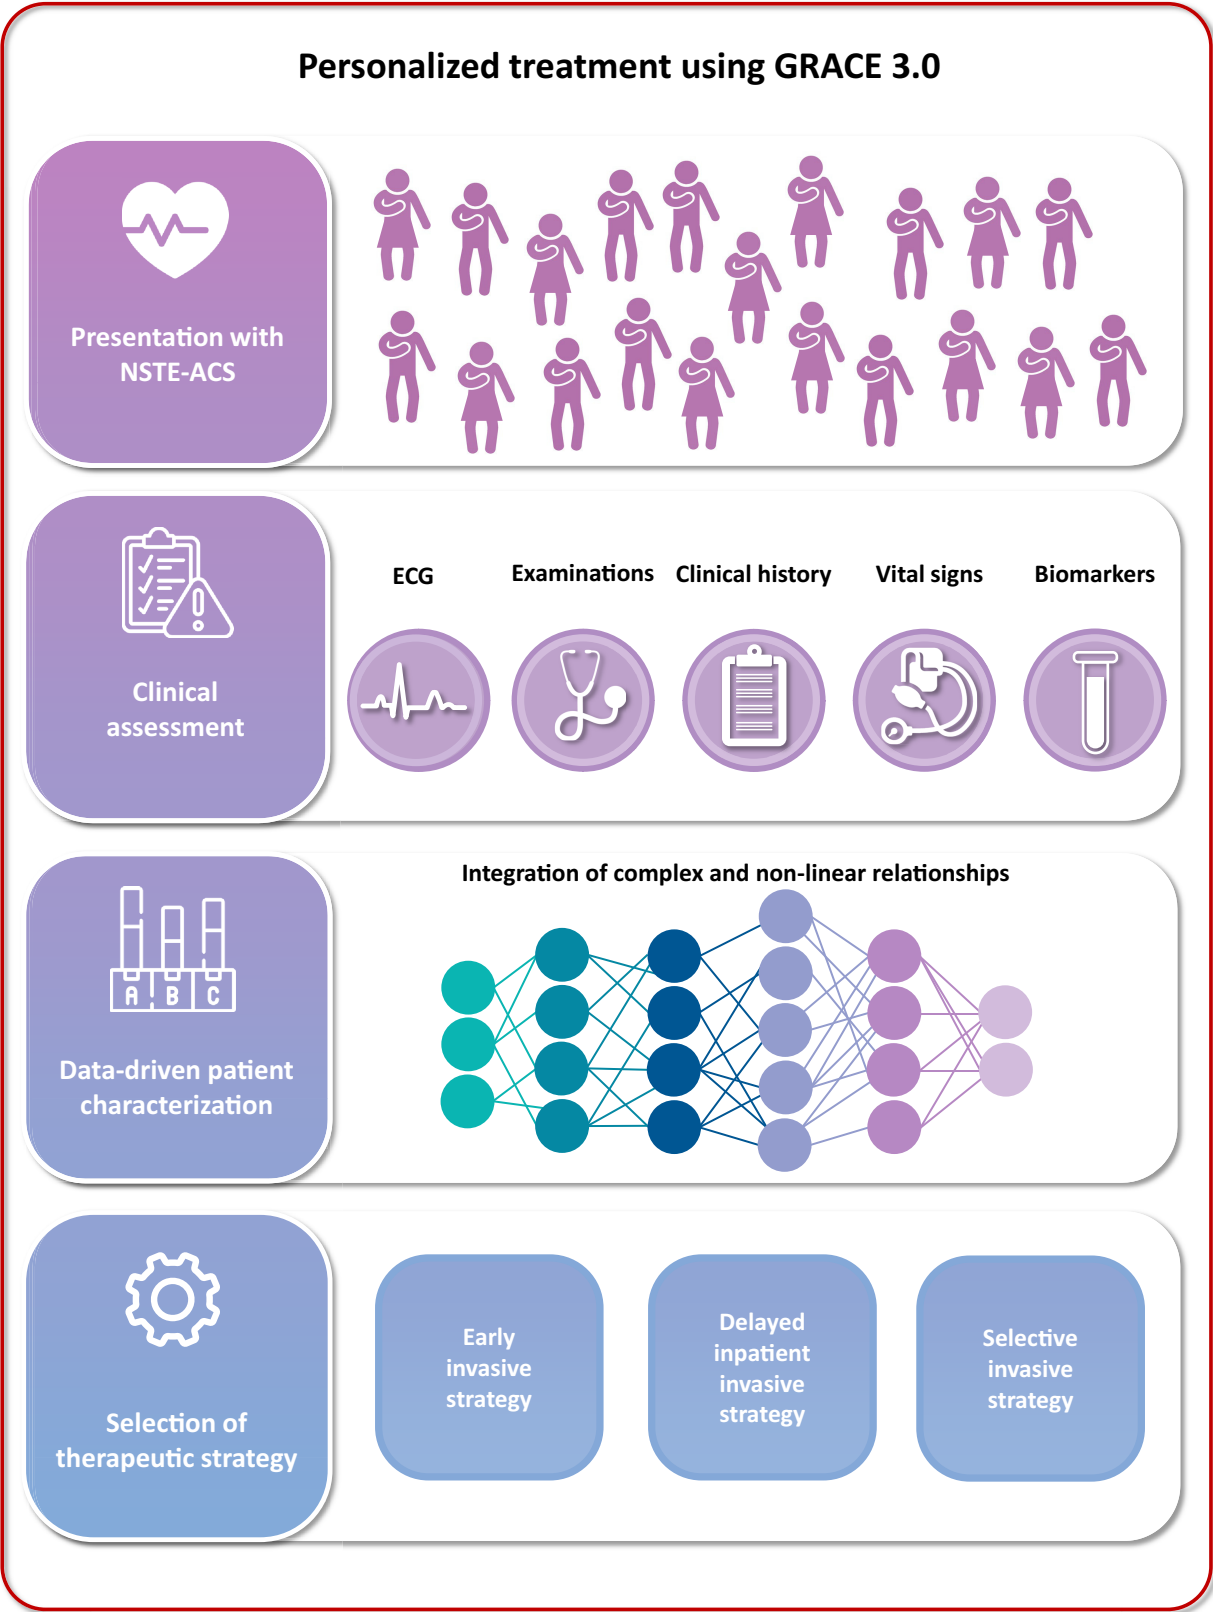 Personalized treatment using GRACE 3.0
Presentation with
NSTE-ACS
Clinical
assessment
ECG
Examinations
Clinical history
Vital signs
Biomarkers
A
B
C
Data-driven patient
characterization
Integration of complex and non-linear relationships
Selection of
therapeutic strategy
Early
invasive
strategy
Delayed
inpatient
invasive
strategy
Selective
invasive
strategy